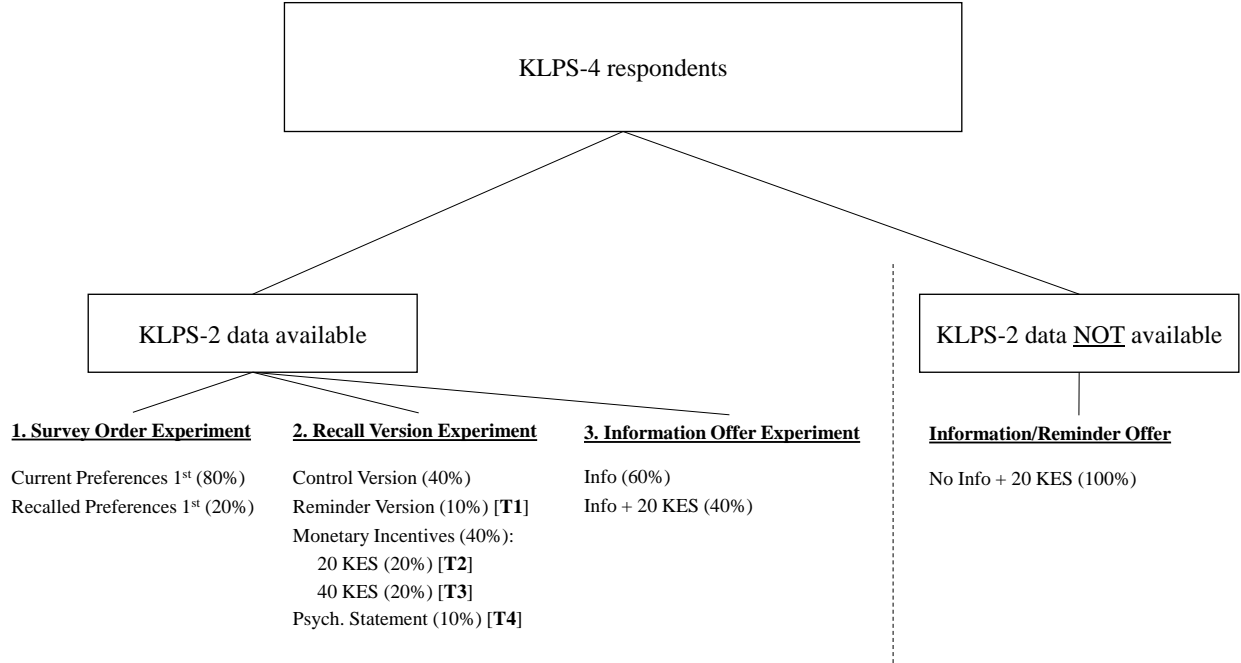 KLPS-4 respondents
KLPS-2 data available
KLPS-2 data NOT available
1. Survey Order Experiment
Current Preferences 1st (80%)
Recalled Preferences 1st (20%)
2. Recall Version Experiment
Control Version (40%)
Reminder Version (10%) [T1]
Monetary Incentives (40%):
20 KES (20%) [T2]
40 KES (20%) [T3]
Psych. Statement (10%) [T4]
3. Information Offer Experiment
Info (60%)
Info + 20 KES (40%)
Information/Reminder Offer
No Info + 20 KES (100%)